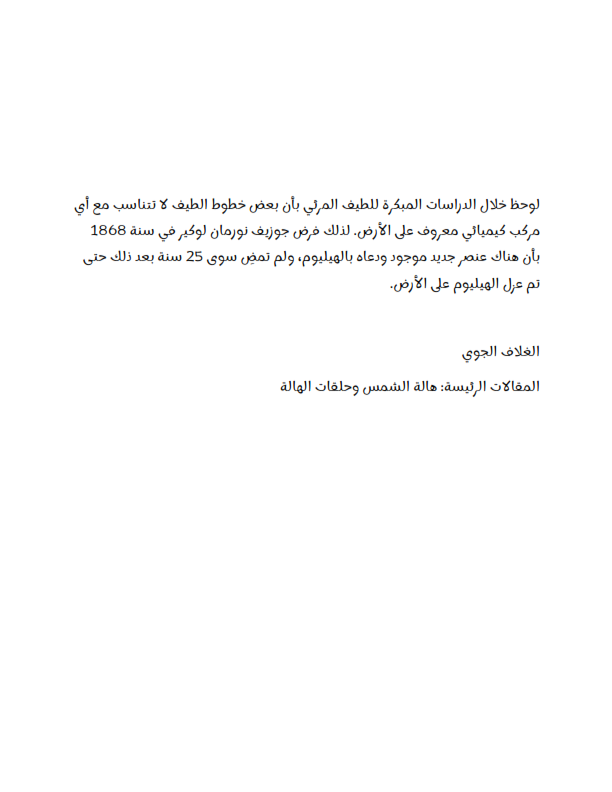 لوحظ خلال الدراسات المبكرة للطيف المرئي بأن بعض خطوط الطيف لا تتناسب مع أي
مركب كيميائي معروف على الأرض. لذلك فرض جوزيف نورمان لوكير في سنة 1868
بأن هناك عنصر جديد موجود ودعاه بالهيليوم، ولم تمضِ سوى 25 سنة بعد ذلك حتى
تم عزل الهيليوم على الأرض.
الغلاف الجوي
المقالات الرئيسة: هالة الشمس وحلقات الهالة